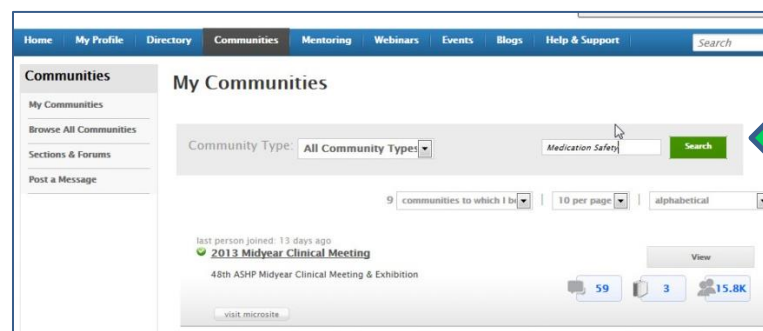 Home My Profile Directory Communities Mentoring Webinars Events Blogs Help & Support Search
Communities
My Communities
Browse All Communities
Sections & Forums
Post a Message
My Communities
Community Type: All Community Types Medication Safety Search
9 communities to which I be 10 per page alphabetical
last person joined: 13 days ago
2013 Midyear Clinical Meeting
View
48th ASHP Midyear Clinical Meeting & Exhibition
59 3 15.8K
visit microsite